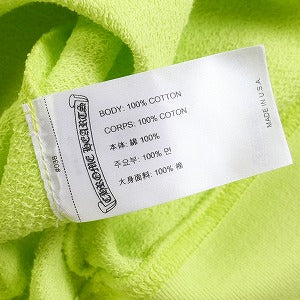 BODY: 100% COTTON
CORPS: 100% COTON
本体: 綿 100%
주요부: 100% 면
大身面料: 100% 棉
CHROME HEARTS
MADE IN U.S.A.